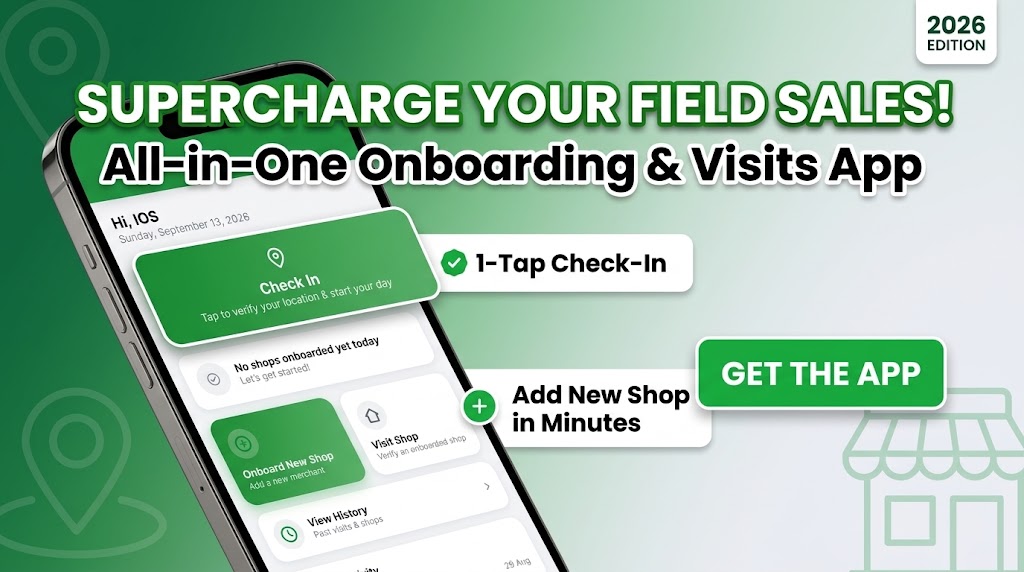 2026
EDITION
SUPERCHARGE YOUR FIELD SALES!
All-in-One Onboarding & Visits App
Hi, IOS
Sunday, September 13, 2026
Check In
Tap to verify your location & start your day
1-Tap Check-In
No shops onboarded yet today
Let's get started!
GET THE APP
Add New Shop
in Minutes
Onboard New Shop
Add a new merchant
Visit Shop
Verify an onboarded shop
View History
Past visits & shops
29 Aug